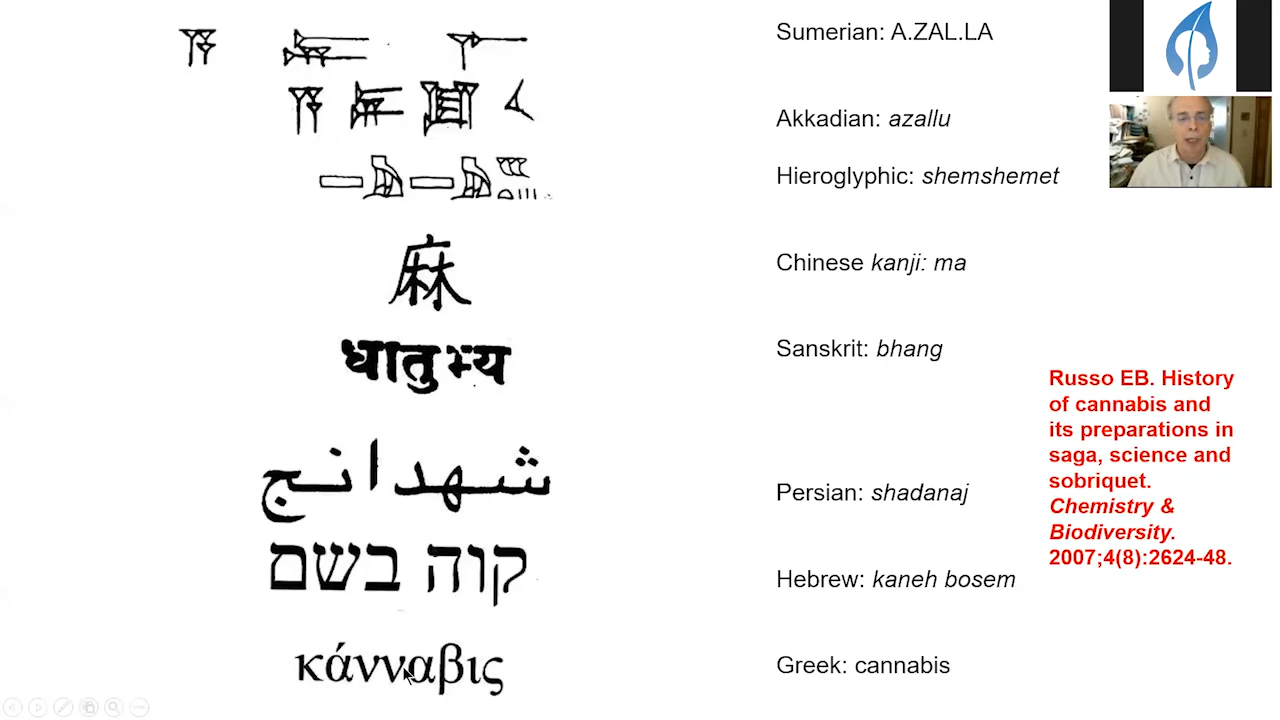 Sumerian: A.ZAL.LA
Akkadian: azallu
Hieroglyphic: shemshemet
麻
Chinese kanji: ma
धातुभ्य
Sanskrit: bhang
شهدانج
Persian: shadanaj
קוה בשם
Hebrew: kaneh bosem
κάνναβις
Greek: cannabis
Russo EB. History
of cannabis and
its preparations in
saga, science and
sobriquet.
Chemistry &
Biodiversity.
2007;4(8):2624-48.